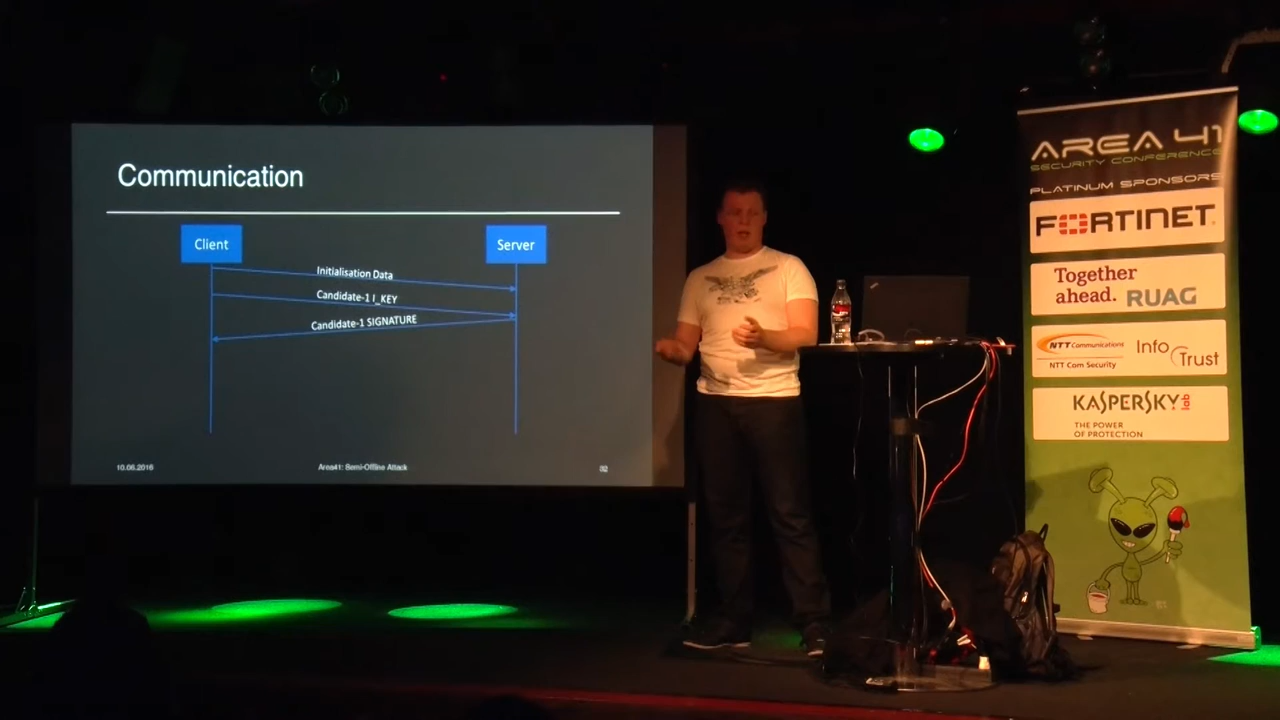 Communication
Client
Server
Initialisation Data
Candidate-1 I_KEY
Candidate-1 SIGNATURE
10.06.2016
Area41: Semi-Offline Attack
32
AREA 41
SECURITY CONFERENCE
PLATINUM SPONSORS
FORTINET
Together
ahead. RUAG
NTT Communications
NTT Com Security
Info
Trust
KASPERSKY lab
THE POWER
OF PROTECTION